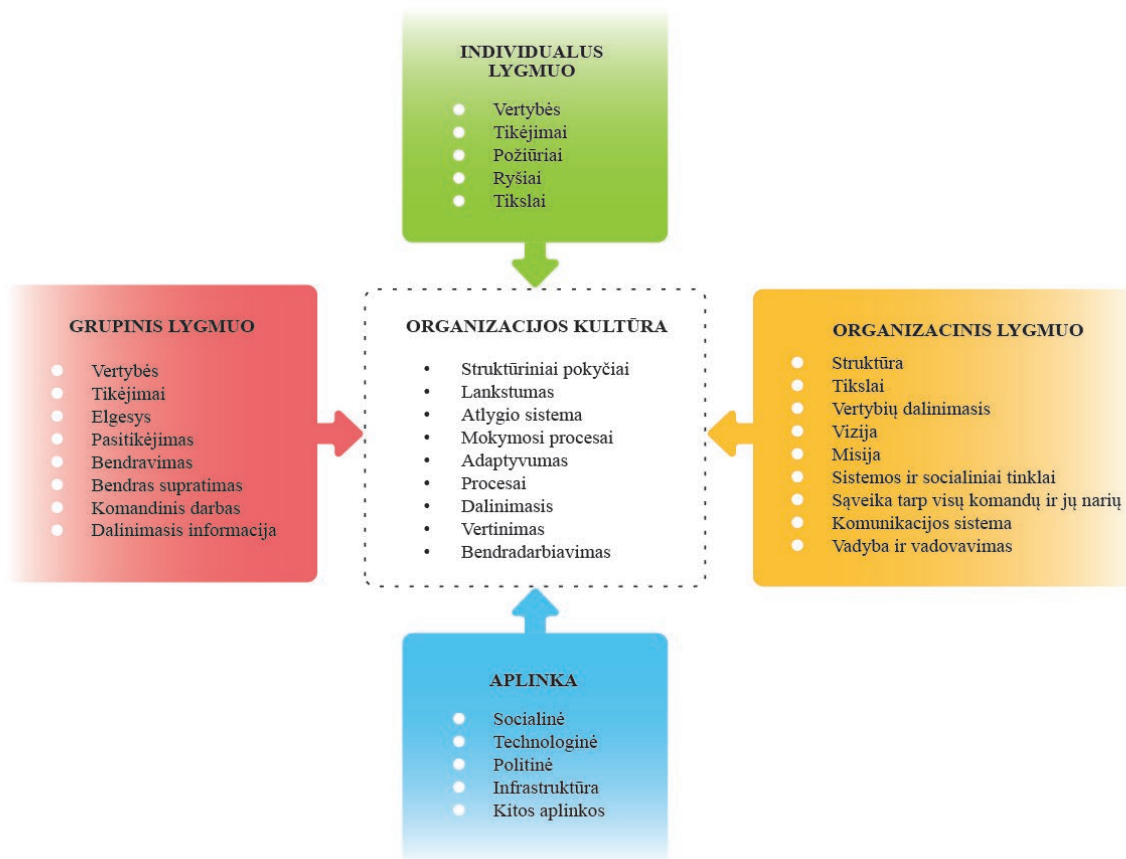 INDIVIDUALUS
LYGMUO
Vertybės
Tikėjimai
Požiūriai
Ryšiai
Tikslai
GRUPINIS LYGMUO
Vertybės
Tikėjimai
Elgesys
Pasitikėjimas
Bendravimas
Bendras supratimas
Komandinis darbas
Dalinimasis informacija
ORGANIZACIJOS KULTŪRA
Struktūriniai pokyčiai
Lankstumas
Atlygio sistema
Mokymosi procesai
Adaptyvumas
Procesai
Dalinimasis
Vertinimas
Bendradarbiavimas
ORGANIZACINIS LYGMUO
Struktūra
Tikslai
Vertybių dalinimasis
Vizija
Misija
Sistemos ir socialiniai tinklai
Sąveika tarp visų komandų ir jų narių
Komunikacijos sistema
Vadyba ir vadovavimas
APLINKA
Socialinė
Technologinė
Politinė
Infrastruktūra
Kitos aplinkos